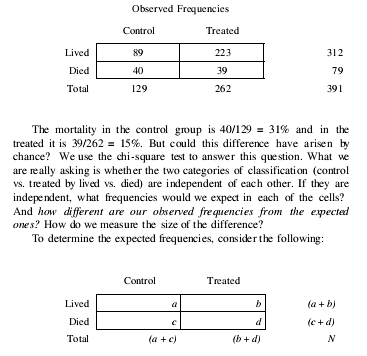 Observed Frequencies
Control Treated
Lived 89 223 312
Died 40 39 79
Total 129 262 391
The mortality in the control group is 40/129 = 31% and in the
treated it is 39/262 = 15%. But could this difference have arisen by
chance? We use the chi-square test to answer this question. What we
are really asking is whether the two categories of classification (control
vs. treated by lived vs. died) are independent of each other. If they are
independent, what frequencies would we expect in each of the cells?
And how different are our observed frequencies from the expected
ones? How do we measure the size of the difference?
To determine the expected frequencies, consider the following:
Control Treated
Lived a b (a + b)
Died c d (c + d)
Total (a + c) (b + d) N